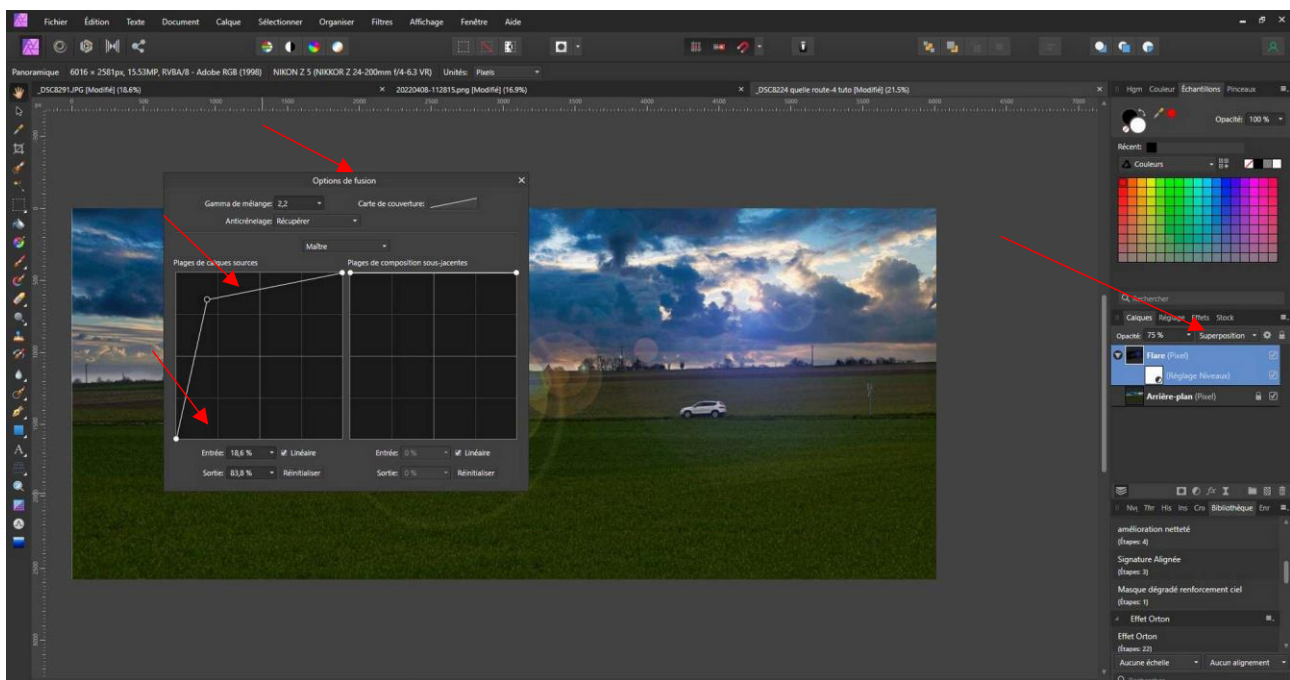 Fichier Édition Texte Document Calque Sélectionner Organiser Filtres Affichage Fenêtre Aide
Panoramique 6016 × 2581px, 15.53MP, RVBA/8 - Adobe RGB (1998) NIKON Z 5 (NIKKOR Z 24-200mm f/4-6.3 VR) Unités: Pixels
_DSC8291.JPG [Modifié] (18.6%) × 20220408-112815.png [Modifié] (16.9%) × _DSC8224 quelle route-4 tuto [Modifié] (21.5%) ×
Hgm Couleur Échantillons Pinceaux
Opacité: 100 %
Récent:
Couleurs
Options de fusion ×
Gamma de mélange: 2,2 Carte de couverture:
Anticrénelage: Récupérer
Maître
Plages de calques sources Plages de composition sous-jacentes
Entrée: 18,6 % Linéaire Entrée: 0 % Linéaire
Sortie: 83,8 % Réinitialiser Sortie: 0 % Réinitialiser
Rechercher
Calques Réglage Effets Stock
Opacité: 75 % Superposition
Flare (Pixel)
(Réglage Niveaux)
Arrière-plan (Pixel)
Tfr His Ins Bibliothèque Enr
amélioration netteté
(Étapes: 4)
Signature Alignée
(Étapes: 3)
Masque dégradé renforcement ciel
(Étapes: 1)
Effet Orton
Effet Orton
(Étapes: 22)
Aucune échelle Aucun alignement